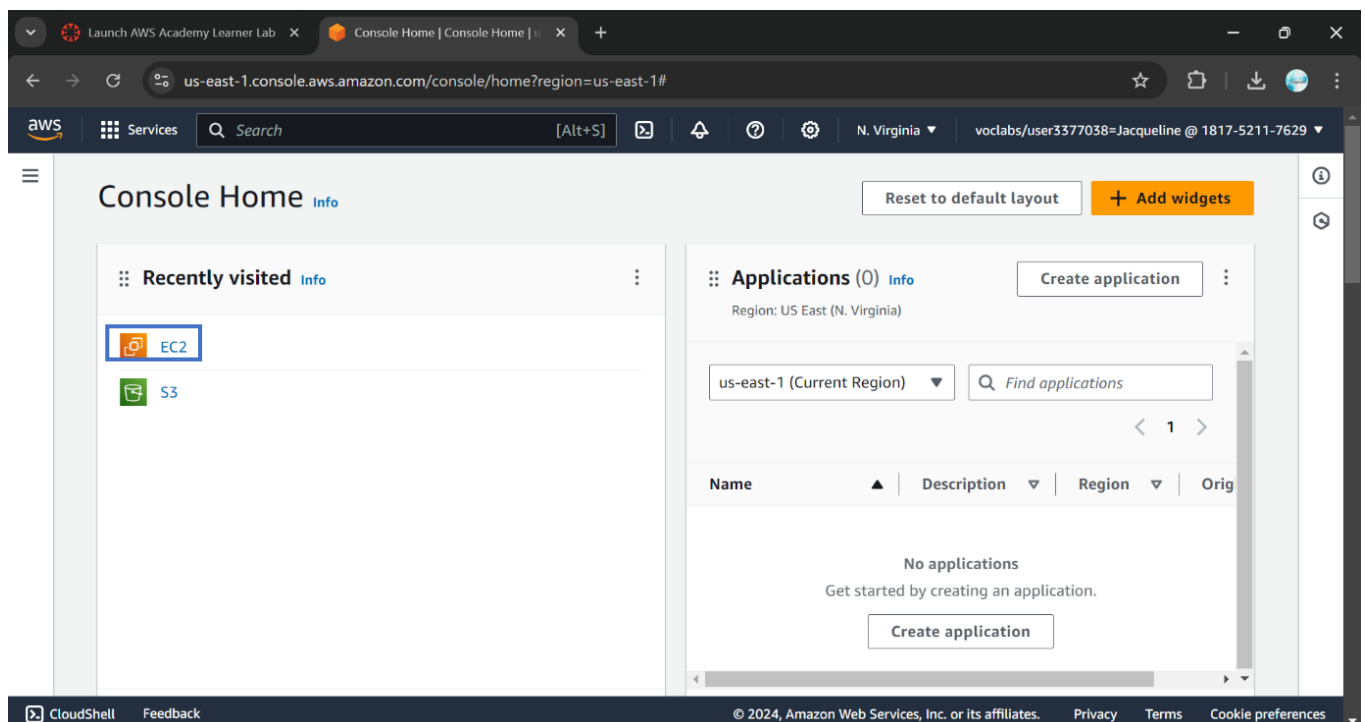 Launch AWS Academy Learner Lab
Console Home | Console Home | u
us-east-1.console.aws.amazon.com/console/home?region=us-east-1#
aws
Services
Search [Alt+S]
N. Virginia
voclabs/user3377038=Jacqueline @ 1817-5211-7629
Console Home Info
Reset to default layout
+ Add widgets
Recently visited Info
EC2
S3
Applications (0) Info
Region: US East (N. Virginia)
Create application
us-east-1 (Current Region)
Find applications
1
Name Description Region Orig
No applications
Get started by creating an application.
Create application
CloudShell Feedback © 2024, Amazon Web Services, Inc. or its affiliates. Privacy Terms Cookie preferences